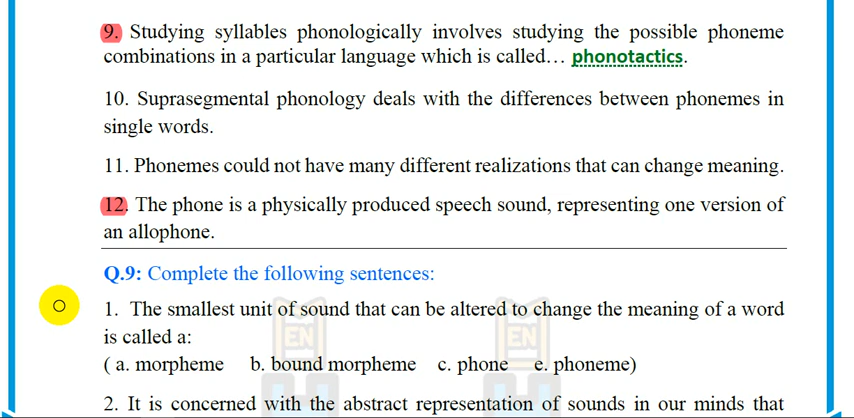 9. Studying syllables phonologically involves studying the possible phoneme
combinations in a particular language which is called… phonotactics.
10. Suprasegmental phonology deals with the differences between phonemes in
single words.
11. Phonemes could not have many different realizations that can change meaning.
12. The phone is a physically produced speech sound, representing one version of
an allophone.
Q.9: Complete the following sentences:
1. The smallest unit of sound that can be altered to change the meaning of a word
is called a:
EN EN
( a. morpheme b. bound morpheme c. phone e. phoneme)
2. It is concerned with the abstract representation of sounds in our minds that